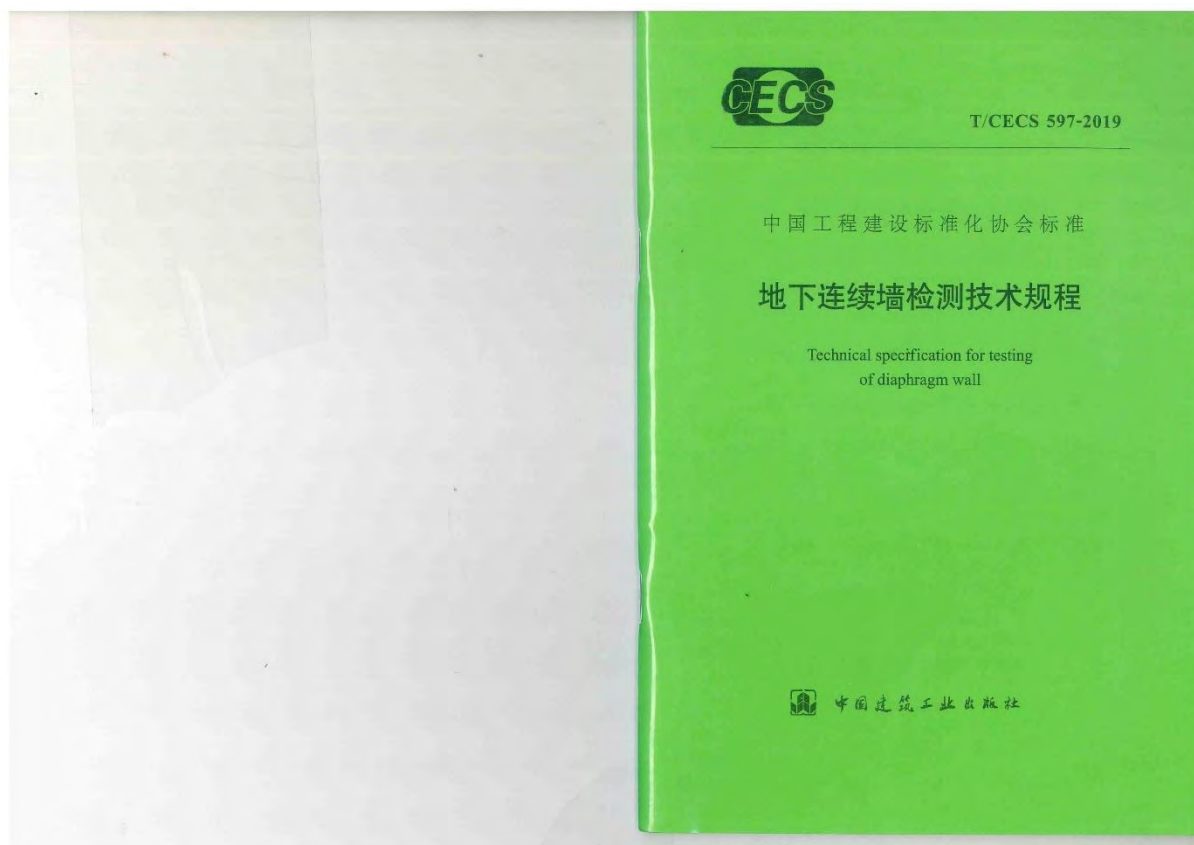 CECS
T/CECS 597-2019
中国工程建设标准化协会标准
地下连续墙检测技术规程
Technical specification for testing
of diaphragm wall
中国建筑工业出版社